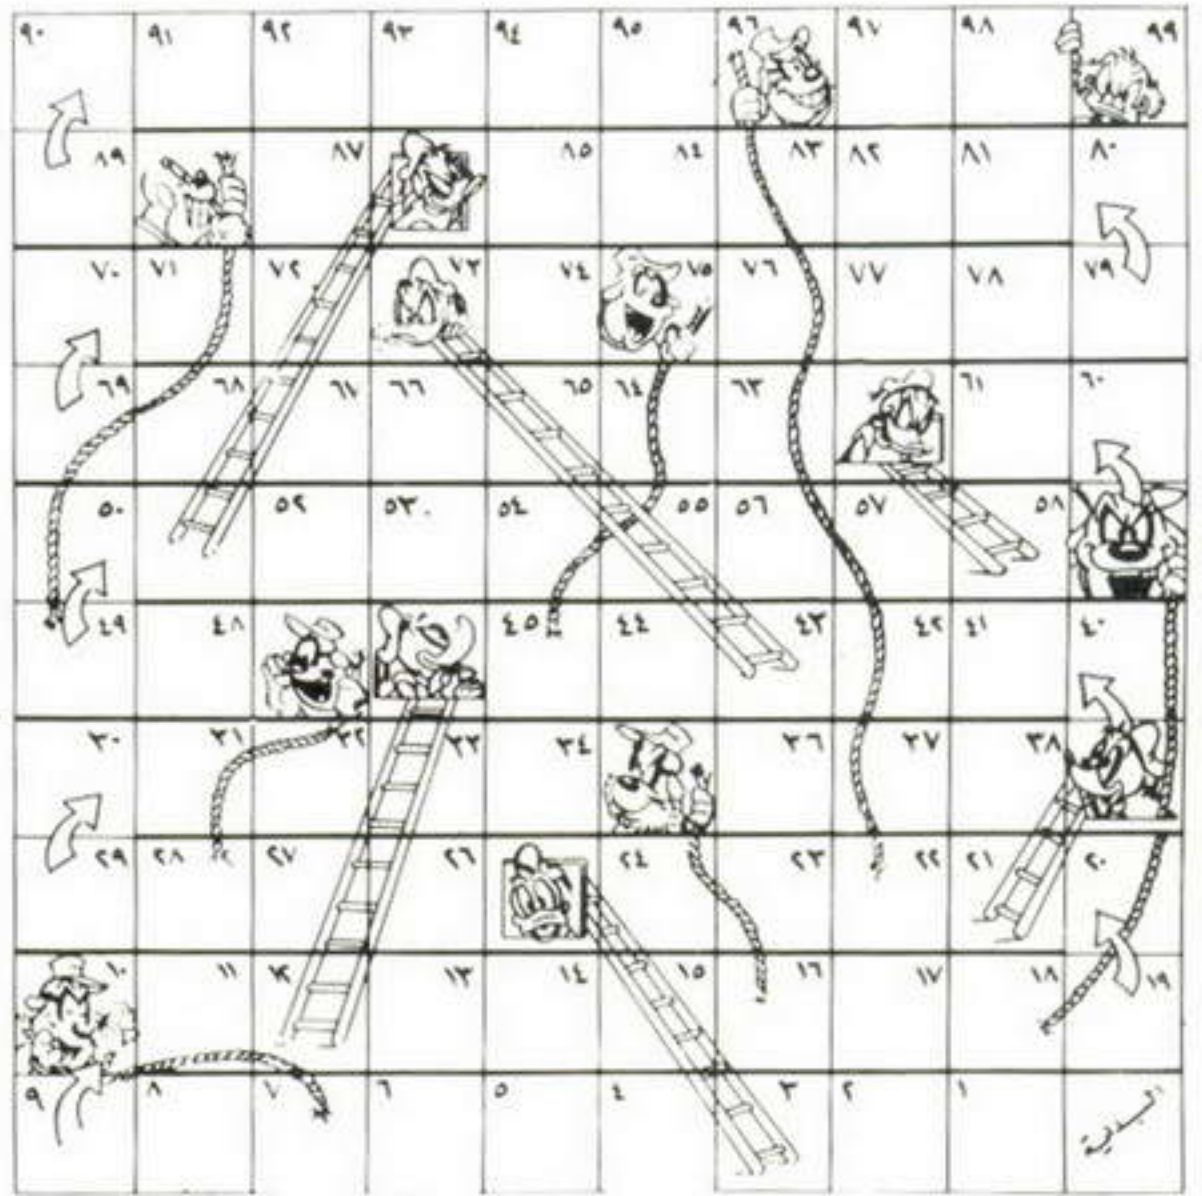 ٩٠ ٩١ ٩٢ ٩٣ ٩٤ ٩٥ ٩٦ ٩٧ ٩٨ ٩٩
٨٩ ٨٧ ٨٥ ٨٤ ٨٣ ٨٢ ٨١ ٨٠
٧٠ ٧١ ٧٢ ٧٣ ٧٤ ٧٥ ٧٦ ٧٧ ٧٨ ٧٩
٦٩ ٦٨ ٦٧ ٦٦ ٦٥ ٦٤ ٦٣ ٦١ ٦٠
٥٠ ٥٢ ٥٣ ٥٤ ٥٥ ٥٦ ٥٧ ٥٨
٤٩ ٤٨ ٤٥ ٤٤ ٤٣ ٤٢ ٤١ ٤٠
٣٠ ٣١ ٣٢ ٣٣ ٣٤ ٣٦ ٣٧ ٣٨
٢٩ ٢٨ ٢٧ ٢٦ ٢٤ ٢٣ ٢٢ ٢١ ٢٠
١٠ ١١ ١٢ ١٣ ١٤ ١٥ ١٦ ١٧ ١٨ ١٩
٩ ٨ ٧ ٦ ٥ ٤ ٣ ٢ ١